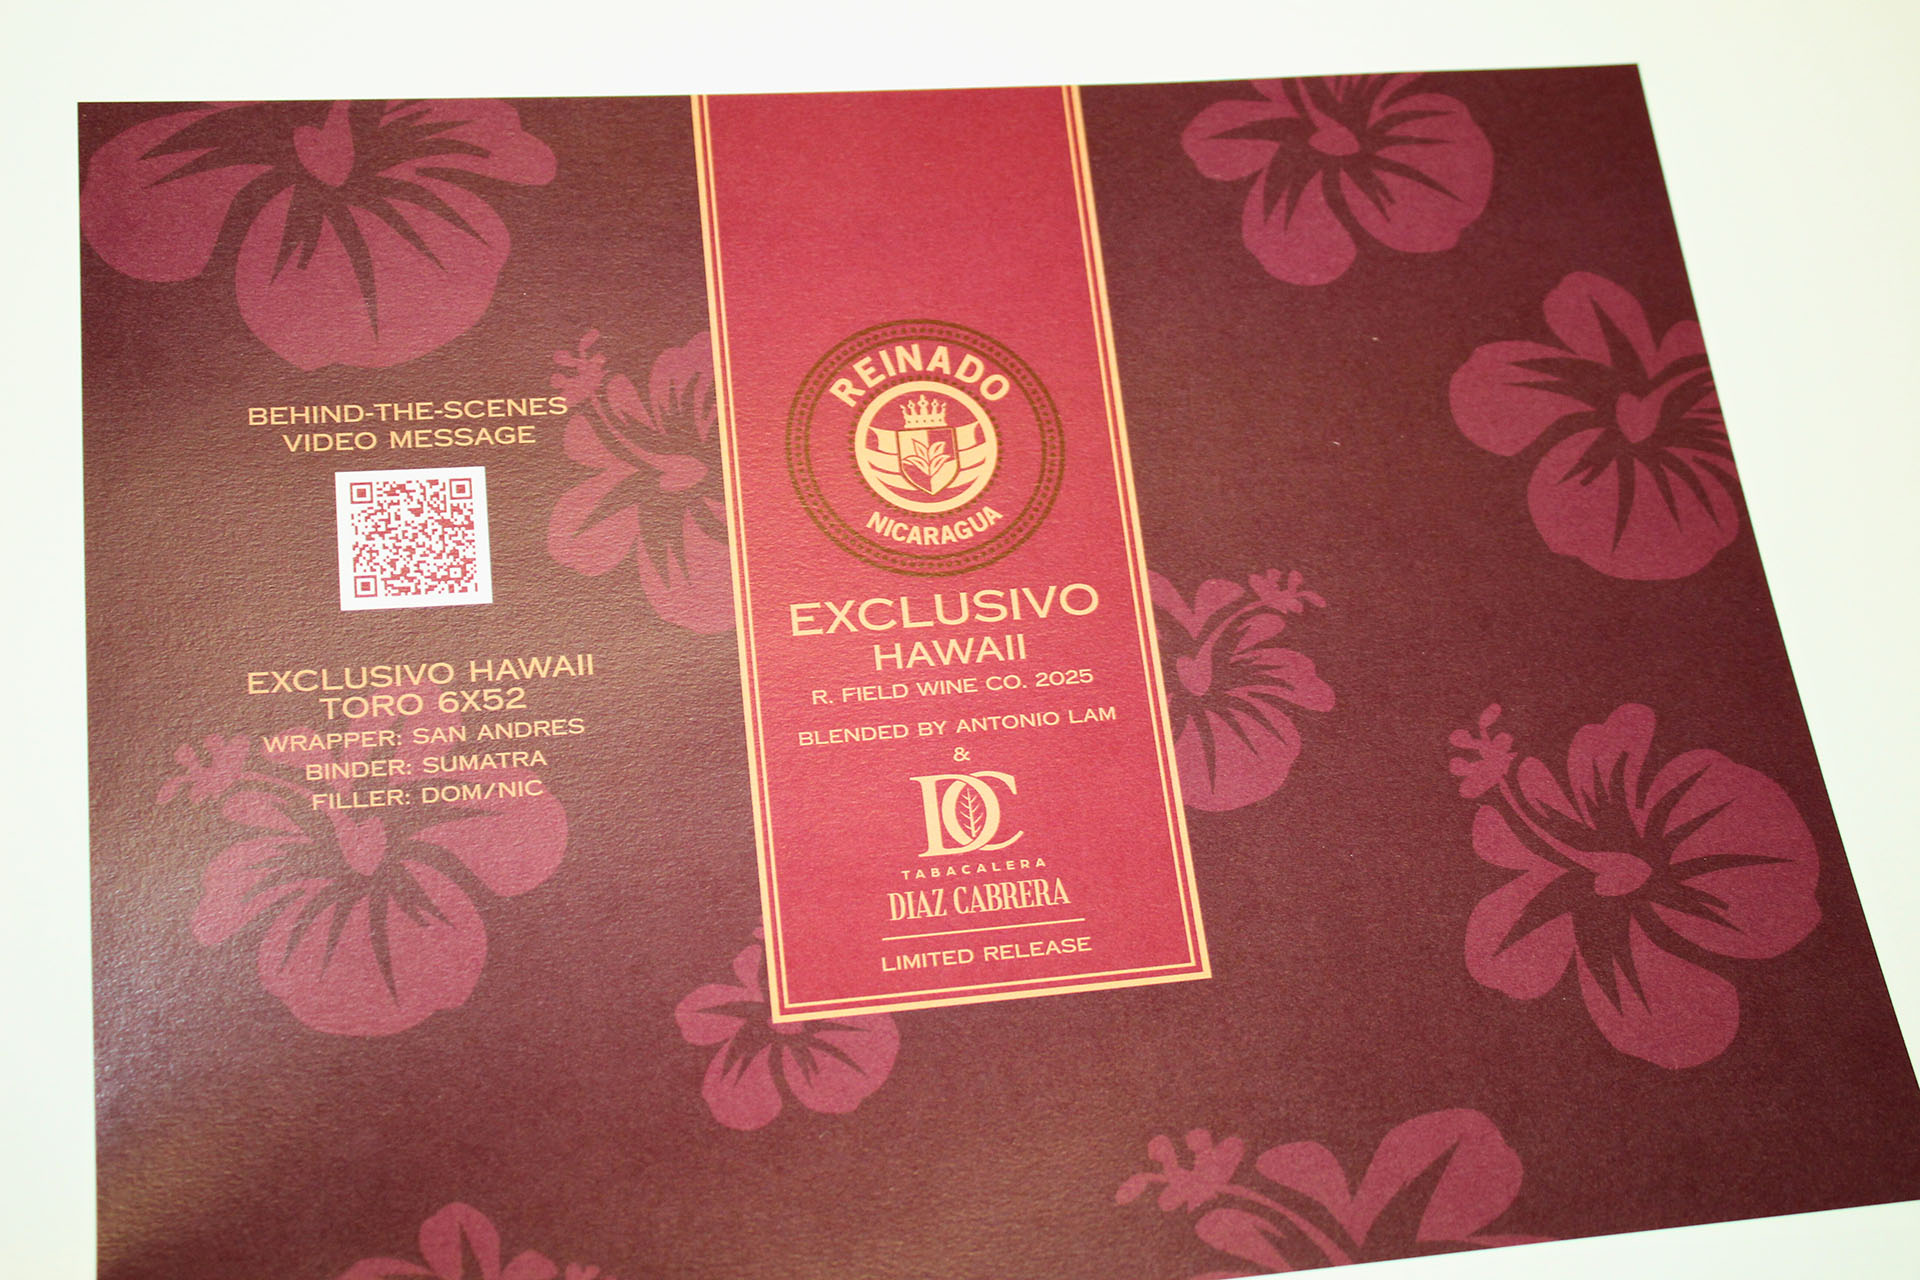 BEHIND-THE-SCENES
VIDEO MESSAGE
EXCLUSIVO HAWAII
TORO 6X52
WRAPPER: SAN ANDRES
BINDER: SUMATRA
FILLER: DOM/NIC
REINADO
NICARAGUA
EXCLUSIVO
HAWAII
R. FIELD WINE CO. 2025
BLENDED BY ANTONIO LAM
&
DC
TABACALERA
DIAZ CABRERA
LIMITED RELEASE